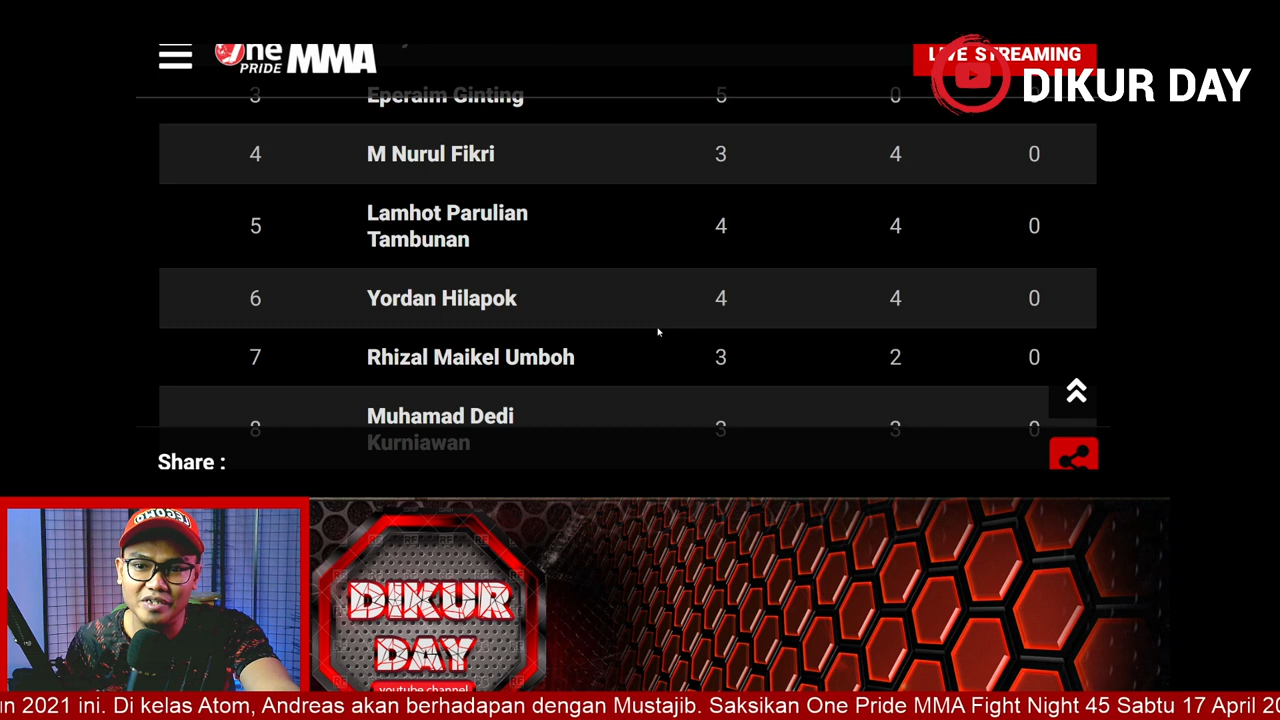 One PRIDE MMA
LIVE STREAMING
DIKUR DAY
3 Eperaim Ginting 5 0
4 M Nurul Fikri 3 4 0
5 Lamhot Parulian Tambunan 4 4 0
6 Yordan Hilapok 4 4 0
7 Rhizal Maikel Umboh 3 2 0
8 Muhamad Dedi Kurniawan 3 3 0
Share :
DIKUR
DAY
youtube channel
un 2021 ini. Di kelas Atom, Andreas akan berhadapan dengan Mustajib. Saksikan One Pride MMA Fight Night 45 Sabtu 17 April 20